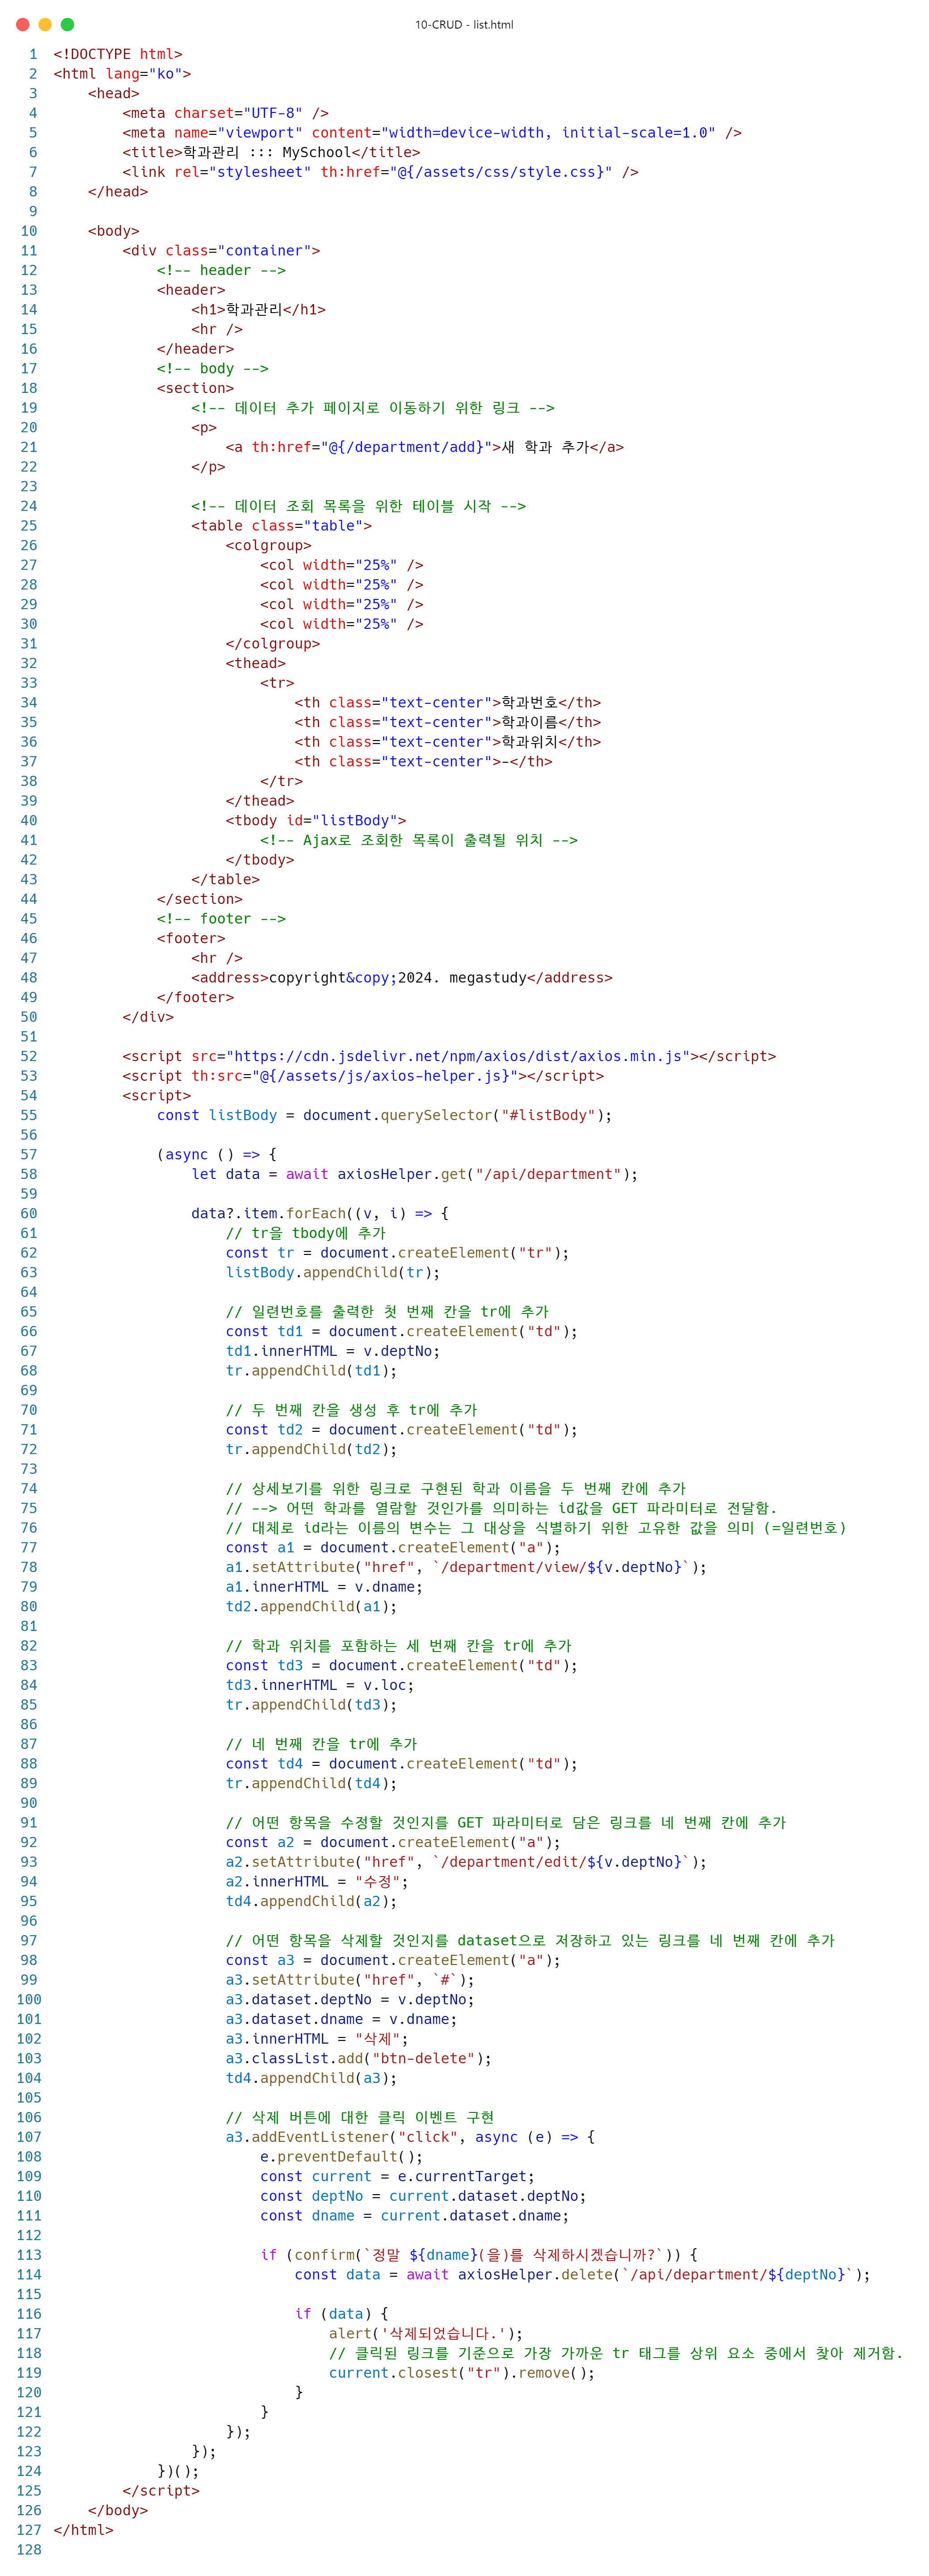 10-CRUD - list.html
1 <!DOCTYPE html>
2 <html lang="ko">
3     <head>
4         <meta charset="UTF-8" />
5         <meta name="viewport" content="width=device-width, initial-scale=1.0" />
6         <title>학과관리 ::: MySchool</title>
7         <link rel="stylesheet" th:href="@{/assets/css/style.css}" />
8     </head>
9
10     <body>
11         <div class="container">
12             <!-- header -->
13             <header>
14                 <h1>학과관리</h1>
15                 <hr />
16             </header>
17             <!-- body -->
18             <section>
19                 <!-- 데이터 추가 페이지로 이동하기 위한 링크 -->
20                 <p>
21                     <a th:href="@{/department/add}">새 학과 추가</a>
22                 </p>
23
24                 <!-- 데이터 조회 목록을 위한 테이블 시작 -->
25                 <table class="table">
26                     <colgroup>
27                         <col width="25%" />
28                         <col width="25%" />
29                         <col width="25%" />
30                         <col width="25%" />
31                     </colgroup>
32                     <thead>
33                         <tr>
34                             <th class="text-center">학과번호</th>
35                             <th class="text-center">학과이름</th>
36                             <th class="text-center">학과위치</th>
37                             <th class="text-center">-</th>
38                         </tr>
39                     </thead>
40                     <tbody id="listBody">
41                         <!-- Ajax로 조회한 목록이 출력될 위치 -->
42                     </tbody>
43                 </table>
44             </section>
45             <!-- footer -->
46             <footer>
47                 <hr />
48                 <address>copyright&copy;2024. megastudy</address>
49             </footer>
50         </div>
51
52         <script src="https://cdn.jsdelivr.net/npm/axios/dist/axios.min.js"></script>
53         <script th:src="@{/assets/js/axios-helper.js}"></script>
54         <script>
55             const listBody = document.querySelector("#listBody");
56
57             (async () => {
58                 let data = await axiosHelper.get("/api/department");
59
60                 data?.item.forEach((v, i) => {
61                     // tr을 tbody에 추가
62                     const tr = document.createElement("tr");
63                     listBody.appendChild(tr);
64
65                     // 일련번호를 출력한 첫 번째 칸을 tr에 추가
66                     const td1 = document.createElement("td");
67                     td1.innerHTML = v.deptNo;
68                     tr.appendChild(td1);
69
70                     // 두 번째 칸을 생성 후 tr에 추가
71                     const td2 = document.createElement("td");
72                     tr.appendChild(td2);
73
74                     // 상세보기를 위한 링크로 구현된 학과 이름을 두 번째 칸에 추가
75                     // --> 어떤 학과를 열람할 것인가를 의미하는 id값을 GET 파라미터로 전달함.
76                     // 대체로 id라는 이름의 변수는 그 대상을 식별하기 위한 고유한 값을 의미 (=일련번호)
77                     const a1 = document.createElement("a");
78                     a1.setAttribute("href", `/department/view/${v.deptNo}`);
79                     a1.innerHTML = v.dname;
80                     td2.appendChild(a1);
81
82                     // 학과 위치를 포함하는 세 번째 칸을 tr에 추가
83                     const td3 = document.createElement("td");
84                     td3.innerHTML = v.loc;
85                     tr.appendChild(td3);
86
87                     // 네 번째 칸을 tr에 추가
88                     const td4 = document.createElement("td");
89                     tr.appendChild(td4);
90
91                     // 어떤 항목을 수정할 것인지를 GET 파라미터로 담은 링크를 네 번째 칸에 추가
92                     const a2 = document.createElement("a");
93                     a2.setAttribute("href", `/department/edit/${v.deptNo}`);
94                     a2.innerHTML = "수정";
95                     td4.appendChild(a2);
96
97                     // 어떤 항목을 삭제할 것인지를 dataset으로 저장하고 있는 링크를 네 번째 칸에 추가
98                     const a3 = document.createElement("a");
99                     a3.setAttribute("href", `#`);
100                     a3.dataset.deptNo = v.deptNo;
101                     a3.dataset.dname = v.dname;
102                     a3.innerHTML = "삭제";
103                     a3.classList.add("btn-delete");
104                     td4.appendChild(a3);
105
106                     // 삭제 버튼에 대한 클릭 이벤트 구현
107                     a3.addEventListener("click", async (e) => {
108                         e.preventDefault();
109                         const current = e.currentTarget;
110                         const deptNo = current.dataset.deptNo;
111                         const dname = current.dataset.dname;
112
113                         if (confirm(`정말 ${dname}(을)를 삭제하시겠습니까?`)) {
114                             const data = await axiosHelper.delete(`/api/department/${deptNo}`);
115
116                             if (data) {
117                                 alert('삭제되었습니다.');
118                                 // 클릭된 링크를 기준으로 가장 가까운 tr 태그를 상위 요소 중에서 찾아 제거함.
119                                 current.closest("tr").remove();
120                             }
121                         }
122                     });
123                 });
124             })();
125         </script>
126     </body>
127 </html>
128